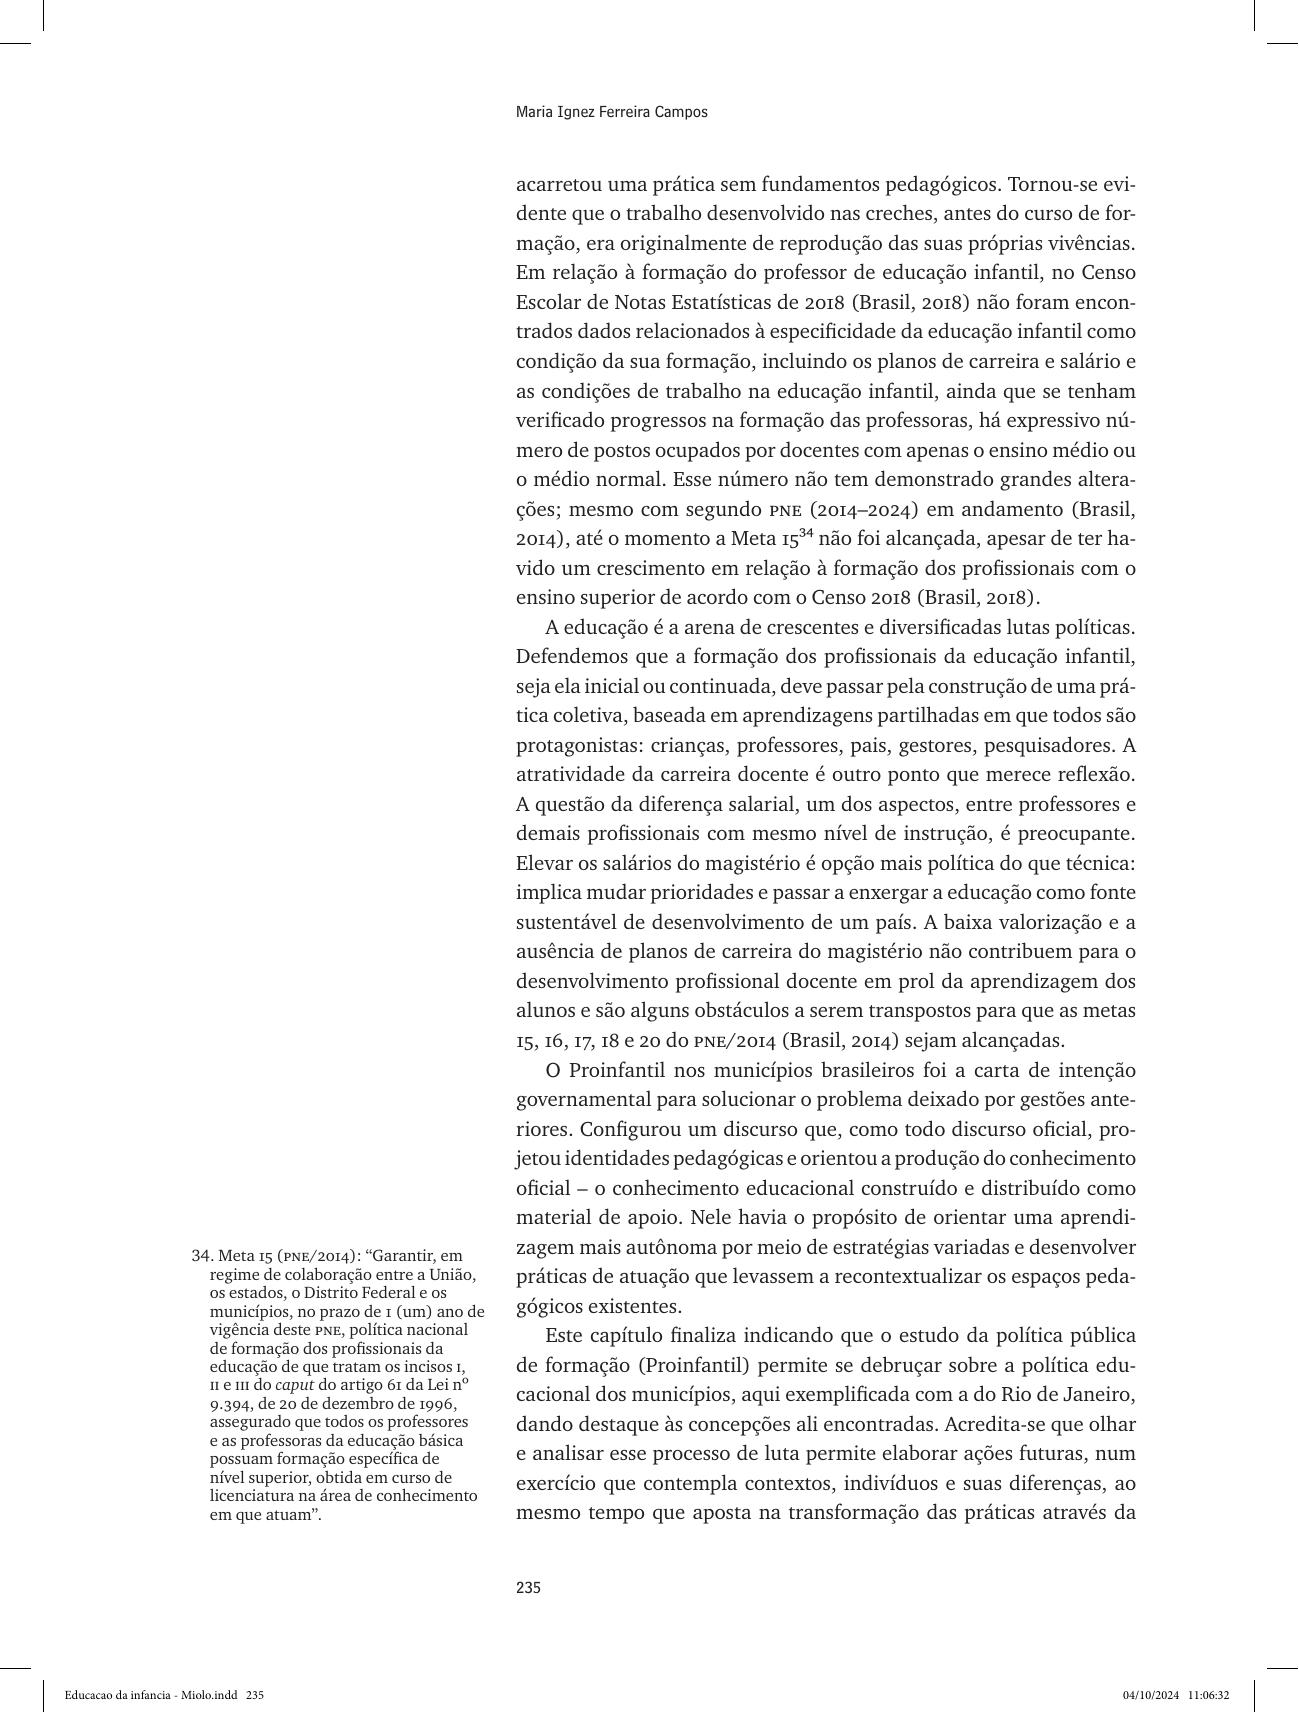 Maria Ignez Ferreira Campos
acarretou uma prática sem fundamentos pedagógicos. Tornou-se evi-
dente que o trabalho desenvolvido nas creches, antes do curso de for-
mação, era originalmente de reprodução das suas próprias vivências.
Em relação à formação do professor de educação infantil, no Censo
Escolar de Notas Estatísticas de 2018 (Brasil, 2018) não foram encon-
trados dados relacionados à especificidade da educação infantil como
condição da sua formação, incluindo os planos de carreira e salário e
as condições de trabalho na educação infantil, ainda que se tenham
verificado progressos na formação das professoras, há expressivo nú-
mero de postos ocupados por docentes com apenas o ensino médio ou
o médio normal. Esse número não tem demonstrado grandes altera-
ções; mesmo com segundo PNE (2014–2024) em andamento (Brasil,
2014), até o momento a Meta 15³⁴ não foi alcançada, apesar de ter ha-
vido um crescimento em relação à formação dos profissionais com o
ensino superior de acordo com o Censo 2018 (Brasil, 2018).
A educação é a arena de crescentes e diversificadas lutas políticas.
Defendemos que a formação dos profissionais da educação infantil,
seja ela inicial ou continuada, deve passar pela construção de uma prá-
tica coletiva, baseada em aprendizagens partilhadas em que todos são
protagonistas: crianças, professores, pais, gestores, pesquisadores. A
atratividade da carreira docente é outro ponto que merece reflexão.
A questão da diferença salarial, um dos aspectos, entre professores e
demais profissionais com mesmo nível de instrução, é preocupante.
Elevar os salários do magistério é opção mais política do que técnica:
implica mudar prioridades e passar a enxergar a educação como fonte
sustentável de desenvolvimento de um país. A baixa valorização e a
ausência de planos de carreira do magistério não contribuem para o
desenvolvimento profissional docente em prol da aprendizagem dos
alunos e são alguns obstáculos a serem transpostos para que as metas
15, 16, 17, 18 e 20 do PNE/2014 (Brasil, 2014) sejam alcançadas.
O Proinfantil nos municípios brasileiros foi a carta de intenção
governamental para solucionar o problema deixado por gestões ante-
riores. Configurou um discurso que, como todo discurso oficial, pro-
jetou identidades pedagógicas e orientou a produção do conhecimento
oficial – o conhecimento educacional construído e distribuído como
material de apoio. Nele havia o propósito de orientar uma aprendi-
zagem mais autônoma por meio de estratégias variadas e desenvolver
práticas de atuação que levassem a recontextualizar os espaços peda-
gógicos existentes.
Este capítulo finaliza indicando que o estudo da política pública
de formação (Proinfantil) permite se debruçar sobre a política edu-
cacional dos municípios, aqui exemplificada com a do Rio de Janeiro,
dando destaque às concepções ali encontradas. Acredita-se que olhar
e analisar esse processo de luta permite elaborar ações futuras, num
exercício que contempla contextos, indivíduos e suas diferenças, ao
mesmo tempo que aposta na transformação das práticas através da
34. Meta 15 (PNE/2014): “Garantir, em
regime de colaboração entre a União,
os estados, o Distrito Federal e os
municípios, no prazo de 1 (um) ano de
vigência deste PNE, política nacional
de formação dos profissionais da
educação de que tratam os incisos I,
II e III do caput do artigo 61 da Lei nº
9.394, de 20 de dezembro de 1996,
assegurado que todos os professores
e as professoras da educação básica
possuam formação específica de
nível superior, obtida em curso de
licenciatura na área de conhecimento
em que atuam”.
235
Educacao da infancia - Miolo.indd 235
04/10/2024 11:06:32